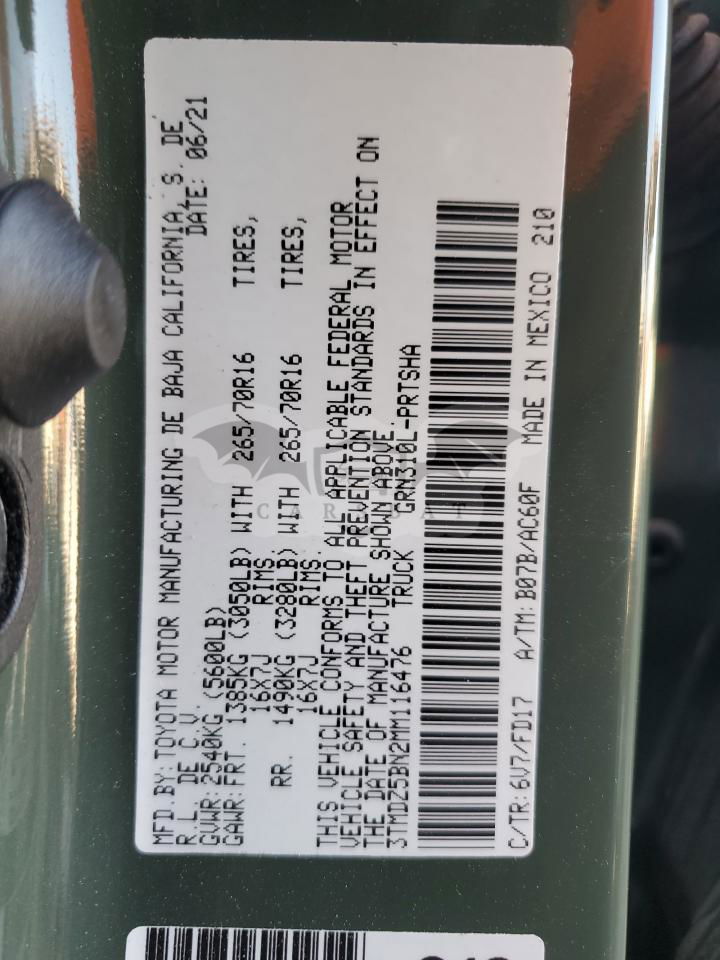 MFD.BY:TOYOTA MOTOR MANUFACTURING DE BAJA CALIFORNIA,S. DE
R.L. DE C.V. DATE: 06/21
GVWR:2540KG (5600LB)
GAWR:FRT. 1385KG (3050LB) WITH 265/70R16 TIRES,
16X7J RIMS.
RR. 1490KG (3280LB) WITH 265/70R16 TIRES,
16X7J RIMS.
THIS VEHICLE CONFORMS TO ALL APPLICABLE FEDERAL MOTOR
VEHICLE SAFETY AND THEFT PREVENTION STANDARDS IN EFFECT ON
THE DATE OF MANUFACTURE SHOWN ABOVE.
3TMDZ5BN2MM116476 TRUCK GRN310L-PRTSHA
C/TR:6V7/FD17 A/TM:B07B/AC60F MADE IN MEXICO 210
CARSBAT